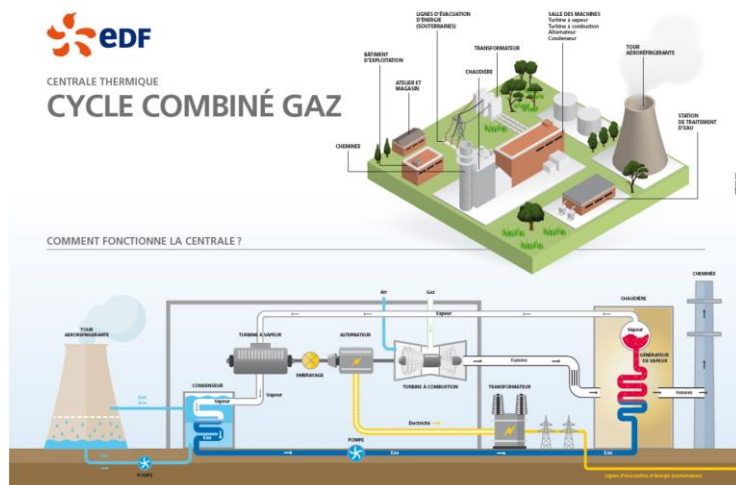 eDF
CENTRALE THERMIQUE
CYCLE COMBINÉ GAZ
LIGNES D'ÉVACUATION
D'ÉNERGIE
(SOUTERRAINES)
BÂTIMENT
D'EXPLOITATION
ATELIER ET
MAGASIN
TRANSFORMATEUR
CHAUDIÈRE
CHEMINÉE
SALLE DES MACHINES
Turbine à vapeur
Turbine à combustion
Alternateur
Condenseur
TOUR
AÉRORÉFRIGÉRANTE
STATION
DE TRAITEMENT
D'EAU
COMMENT FONCTIONNE LA CENTRALE ?
TOUR
AÉRORÉFRIGÉRANTE
Eau
POMPE
CONDENSEUR
Vapeur
Eau
Vapeur
TURBINE À VAPEUR
EMBRAYAGE
ALTERNATEUR
Air
Gaz
Vapeur
TURBINE À COMBUSTION
Fumées
Electricité
TRANSFORMATEUR
POMPE
Eau
CHAUDIÈRE
Vapeur
GÉNÉRATEUR
DE VAPEUR
Eau
Fumées
CHEMINÉE
Lignes d'évacuation d'énergie (souterraines)